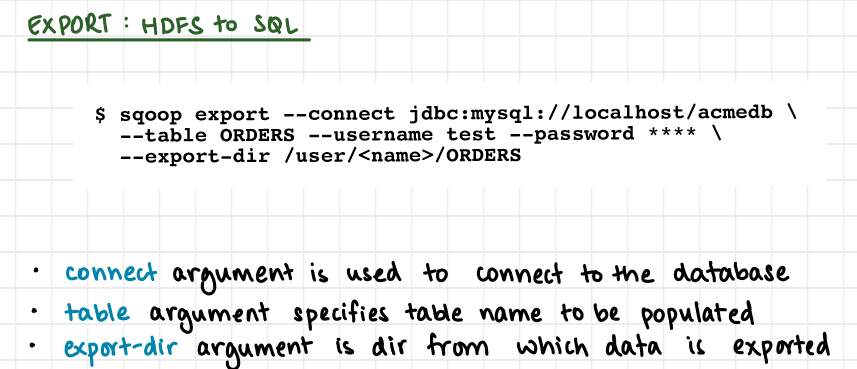 EXPORT : HDFS to SQL
$ sqoop export --connect jdbc:mysql://localhost/acmedb \
--table ORDERS --username test --password **** \
--export-dir /user/<name>/ORDERS
• connect argument is used to connect to the database
• table argument specifies table name to be populated
• export-dir argument is dir from which data is exported